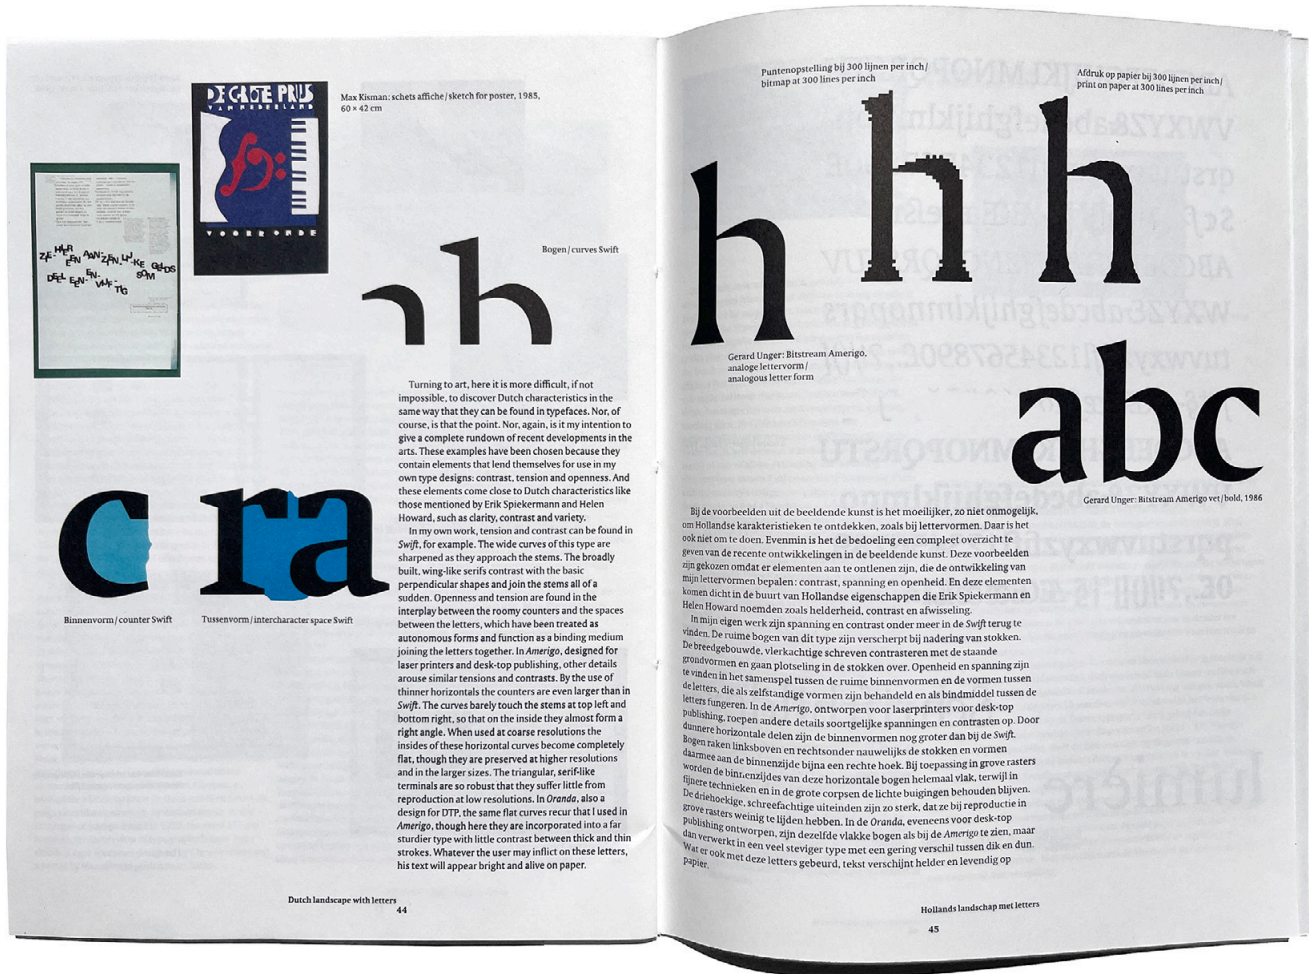 DE GROTE PRIJS
VAN NEDERLAND
VOORRONDE
Max Kisman: schets affiche / sketch for poster, 1985,
60 × 42 cm
ZIE- HIER EEN AAN- ZIEN- LIJ- KE GELDS
DEEL EEN- EN- VIJF- TIG SOM
Bogen / curves Swift
h
c
ra
Binnenvorm / counter Swift
Tussenvorm / intercharacter space Swift
Turning to art, here it is more difficult, if not
impossible, to discover Dutch characteristics in the
same way that they can be found in typefaces. Nor, of
course, is that the point. Nor, again, is it my intention to
give a complete rundown of recent developments in the
arts. These examples have been chosen because they
contain elements that lend themselves for use in my
own type designs: contrast, tension and openness. And
these elements come close to Dutch characteristics like
those mentioned by Erik Spiekermann and Helen
Howard, such as clarity, contrast and variety.
In my own work, tension and contrast can be found in
Swift, for example. The wide curves of this type are
sharpened as they approach the stems. The broadly
built, wing-like serifs contrast with the basic
perpendicular shapes and join the stems all of a
sudden. Openness and tension are found in the
interplay between the roomy counters and the spaces
between the letters, which have been treated as
autonomous forms and function as a binding medium
joining the letters together. In Amerigo, designed for
laser printers and desk-top publishing, other details
arouse similar tensions and contrasts. By the use of
thinner horizontals the counters are even larger than in
Swift. The curves barely touch the stems at top left and
bottom right, so that on the inside they almost form a
right angle. When used at coarse resolutions the
insides of these horizontal curves become completely
flat, though they are preserved at higher resolutions
and in the larger sizes. The triangular, serif-like
terminals are so robust that they suffer little from
reproduction at low resolutions. In Oranda, also a
design for DTP, the same flat curves recur that I used in
Amerigo, though here they are incorporated into a far
sturdier type with little contrast between thick and thin
strokes. Whatever the user may inflict on these letters,
his text will appear bright and alive on paper.
Dutch landscape with letters
44
Puntenopstelling bij 300 lijnen per inch /
bitmap at 300 lines per inch
Afdruk op papier bij 300 lijnen per inch /
print on paper at 300 lines per inch
h h h
Gerard Unger: Bitstream Amerigo,
analoge lettervorm /
analogous letter form
abc
Gerard Unger: Bitstream Amerigo vet / bold, 1986
Bij de voorbeelden uit de beeldende kunst is het moeilijker, zo niet onmogelijk,
om Hollandse karakteristieken te ontdekken, zoals bij lettervormen. Daar is het
ook niet om te doen. Evenmin is het de bedoeling een compleet overzicht te
geven van de recente ontwikkelingen in de beeldende kunst. Deze voorbeelden
zijn gekozen omdat er elementen aan te ontlenen zijn, die de ontwikkeling van
mijn lettervormen bepalen: contrast, spanning en openheid. En deze elementen
komen dicht in de buurt van Hollandse eigenschappen die Erik Spiekermann en
Helen Howard noemden zoals helderheid, contrast en afwisseling.
In mijn eigen werk zijn spanning en contrast onder meer in de Swift terug te
vinden. De ruime bogen van dit type zijn verscherpt bij nadering van stokken.
De breedgebouwde, vlerkachtige schreven contrasteren met de staande
grondvormen en gaan plotseling in de stokken over. Openheid en spanning zijn
te vinden in het samenspel tussen de ruime binnenvormen en de vormen tussen
de letters, die als zelfstandige vormen zijn behandeld en als bindmiddel tussen de
letters fungeren. In de Amerigo, ontworpen voor laserprinters voor desk-top
publishing, roepen andere details soortgelijke spanningen en contrasten op. Door
dunnere horizontale delen zijn de binnenvormen nog groter dan bij de Swift.
Bogen raken linksboven en rechtsonder nauwelijks de stokken en vormen
daarmee aan de binnenzijde bijna een rechte hoek. Bij toepassing in grove rasters
worden de binnenzijdes van deze horizontale bogen helemaal vlak, terwijl in
fijnere technieken en in de grote corpsen de lichte buigingen behouden blijven.
De driehoekige, schreefachtige uiteinden zijn zo sterk, dat ze bij reproductie in
grove rasters weinig te lijden hebben. In de Oranda, eveneens voor desk-top
publishing ontworpen, zijn dezelfde vlakke bogen als bij de Amerigo te zien, maar
dan verwerkt in een veel steviger type met een gering verschil tussen dik en dun.
Wat er ook met deze letters gebeurd, tekst verschijnt helder en levendig op
papier.
Hollands landschap met letters
45